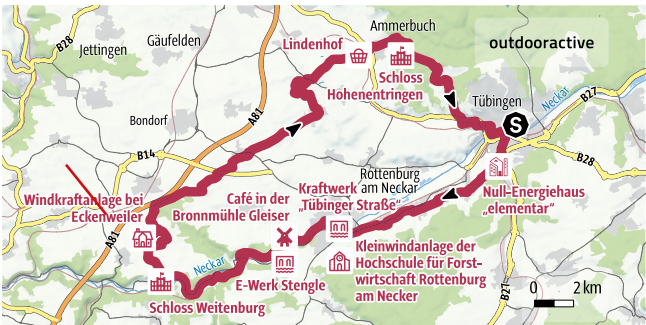 Ammerbuch
outdooractive
B28
Jettingen
Gäufelden
Lindenhof
Schloss
Hohenentringen
Tübingen
S
Neckar
B27
A81
Bondorf
B14
B28
Rottenburg
am Neckar
Null-Energiehaus
„elementar“
Windkraftanlage bei
Eckenweiler
Café in der
Bronnmühle Gleiser
Kraftwerk
„Tübinger Straße“
A81
Neckar
Kleinwindanlage der
Hochschule für Forst-
wirtschaft Rottenburg
am Necker
E-Werk Stengle
Schloss Weitenburg
B27
0 2 km